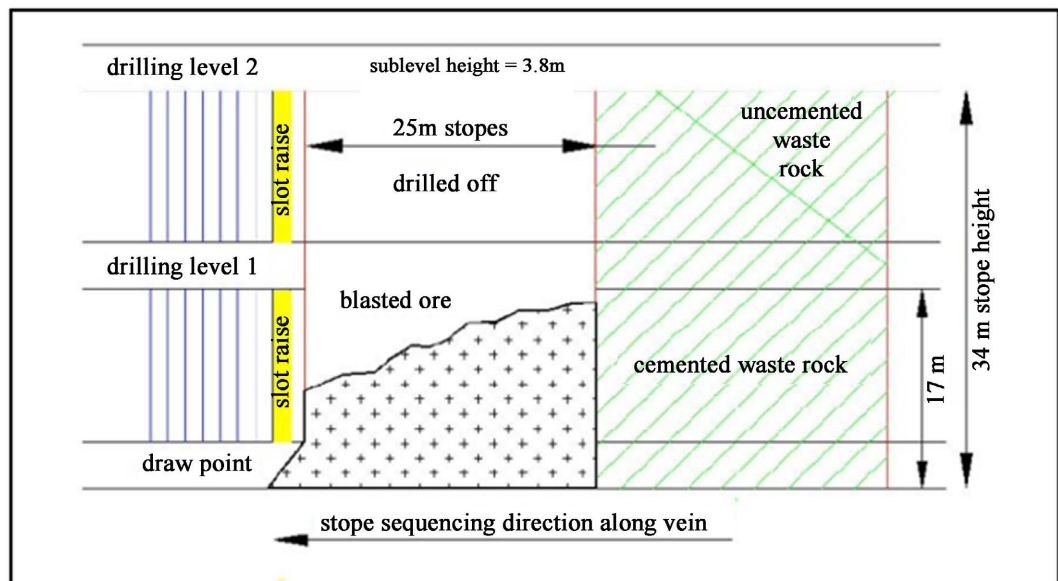 drilling level 2
sublevel height = 3.8m
slot raise
25m stopes
drilled off
uncemented
waste
rock
34 m stope height
drilling level 1
slot raise
blasted ore
cemented waste rock
17 m
draw point
stope sequencing direction along vein